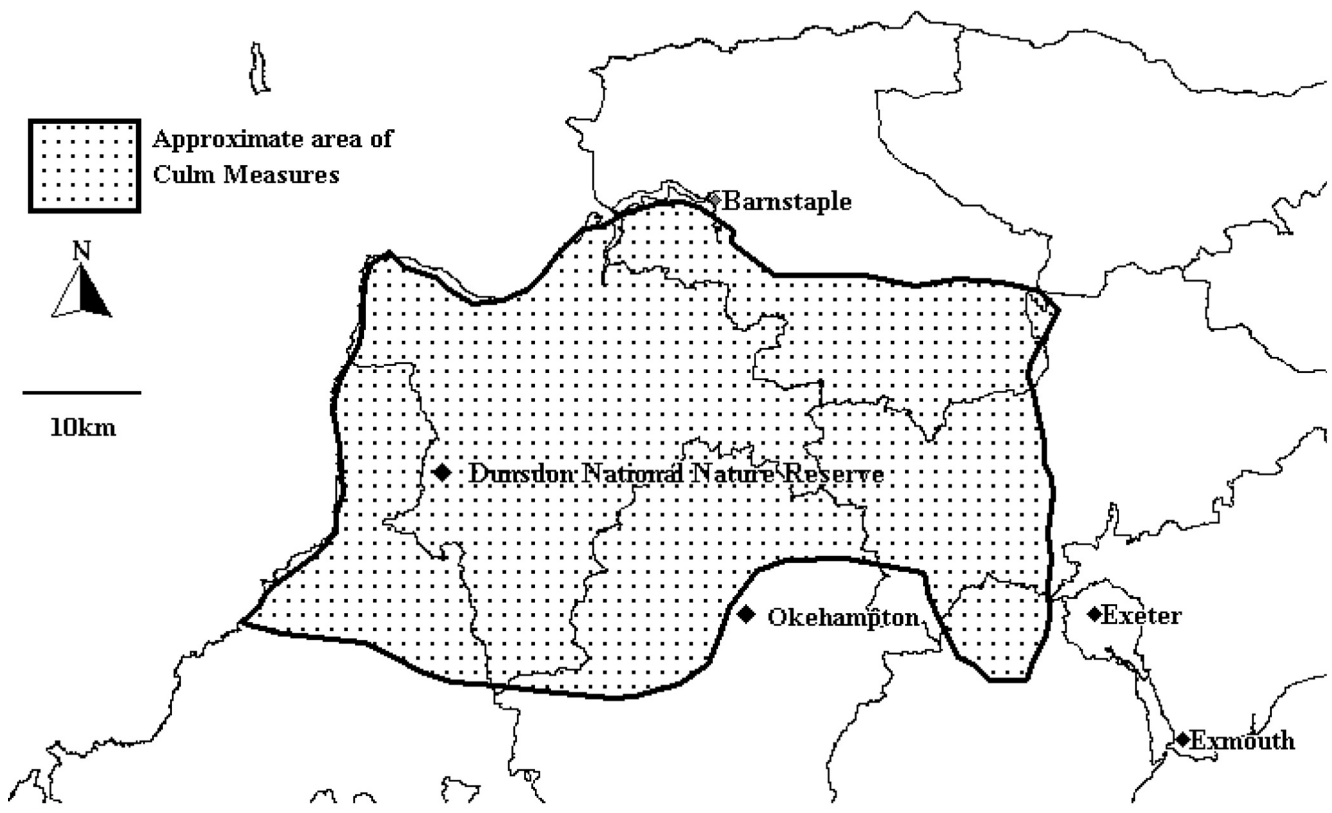 Approximate area of
Culm Measures
N
10km
Barnstaple
Dunsdon National Nature Reserve
Okehampton
Exeter
Exmouth